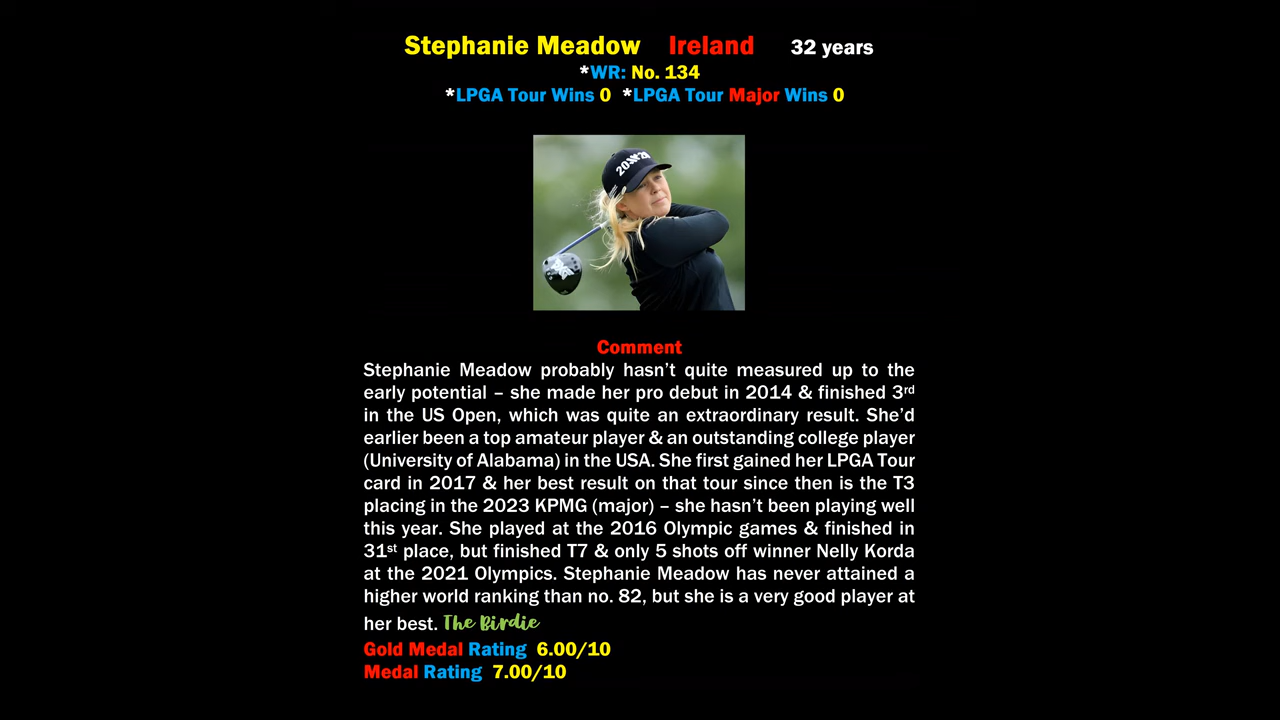 Stephanie Meadow Ireland 32 years
*WR: No. 134
*LPGA Tour Wins 0 *LPGA Tour Major Wins 0
20
Comment
Stephanie Meadow probably hasn’t quite measured up to the
early potential – she made her pro debut in 2014 & finished 3rd
in the US Open, which was quite an extraordinary result. She’d
earlier been a top amateur player & an outstanding college player
(University of Alabama) in the USA. She first gained her LPGA Tour
card in 2017 & her best result on that tour since then is the T3
placing in the 2023 KPMG (major) – she hasn’t been playing well
this year. She played at the 2016 Olympic games & finished in
31st place, but finished T7 & only 5 shots off winner Nelly Korda
at the 2021 Olympics. Stephanie Meadow has never attained a
higher world ranking than no. 82, but she is a very good player at
her best. The Birdie
Gold Medal Rating 6.00/10
Medal Rating 7.00/10